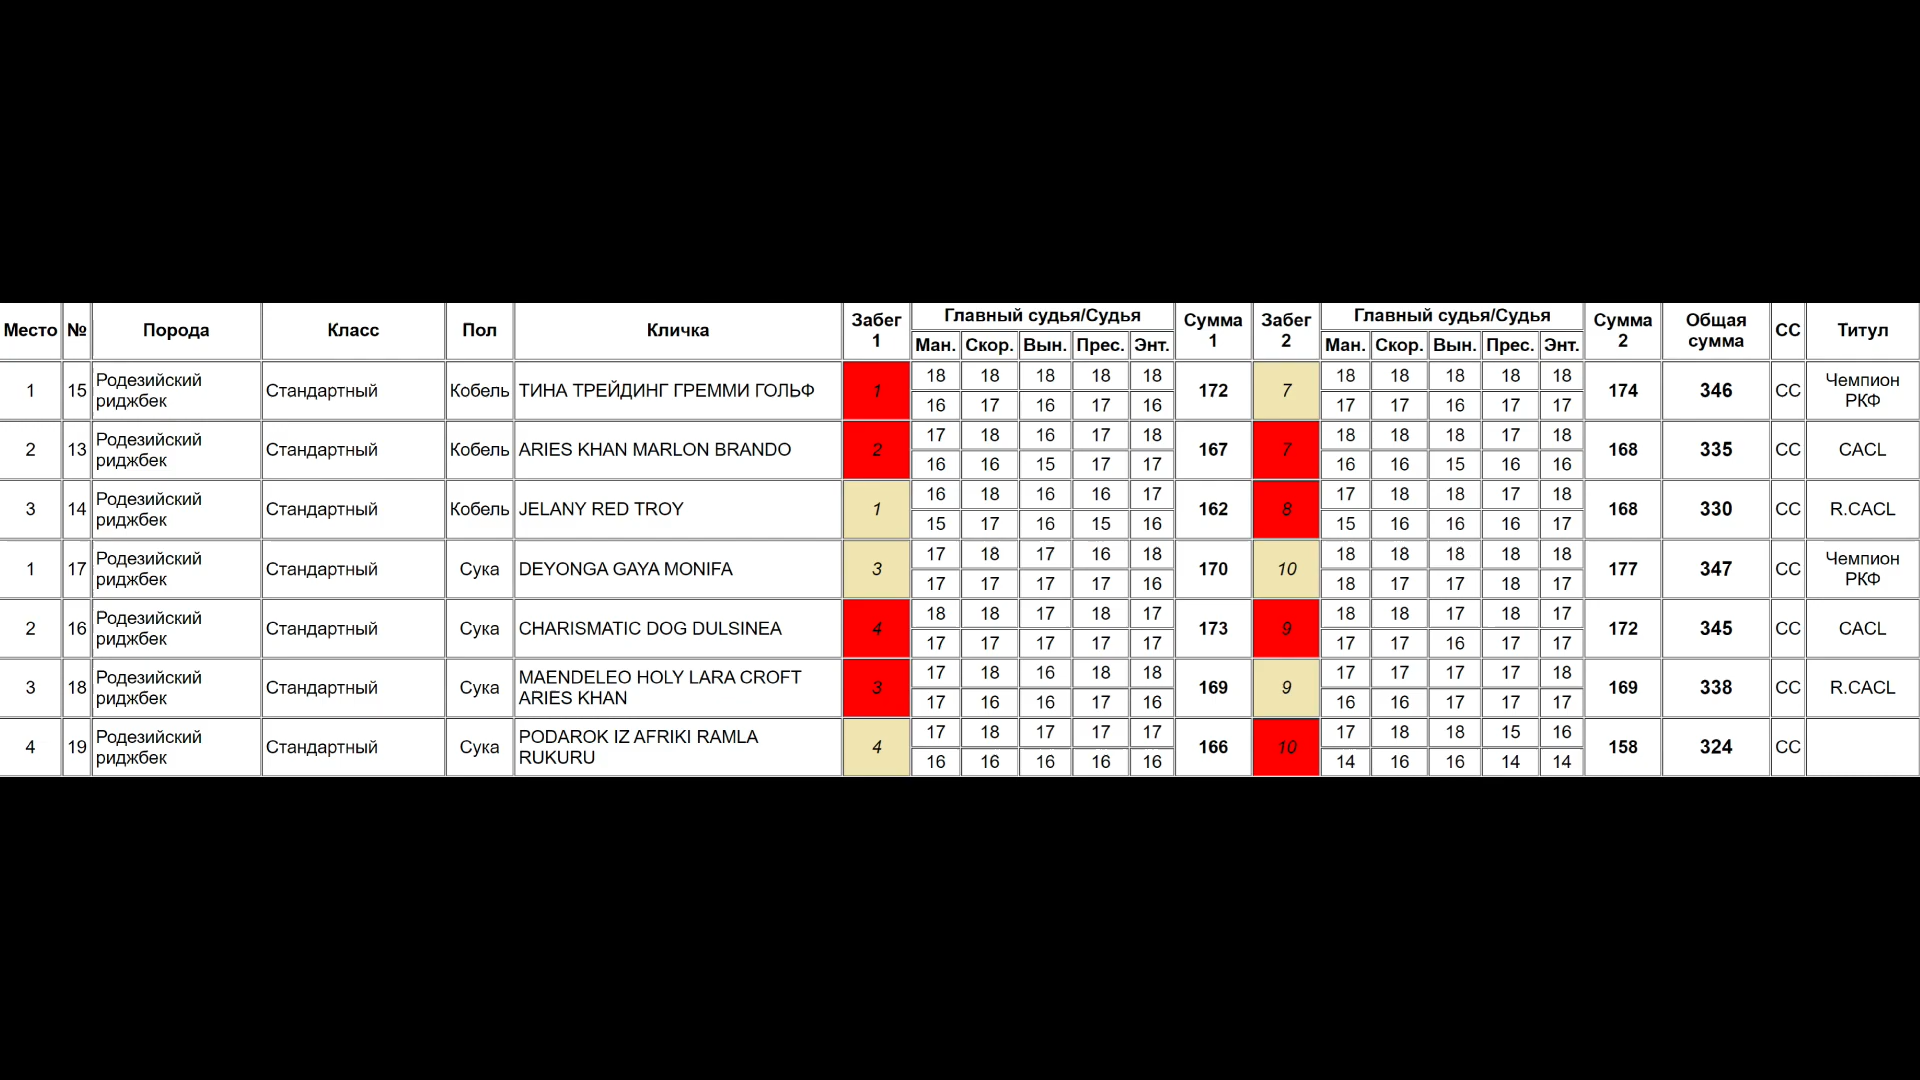 Место № Порода Класс Пол Кличка Забег 1 Главный судья/Судья Сумма 1 Забег 2 Главный судья/Судья Сумма 2 Общая сумма СС Титул
Ман. Скор. Вын. Прес. Энт. Ман. Скор. Вын. Прес. Энт.
1 15 Родезийский риджбек Стандартный Кобель ТИНА ТРЕЙДИНГ ГРЕММИ ГОЛЬФ 1 18 18 18 18 18 172 7 18 18 18 18 18 174 346 СС Чемпион РКФ
16 17 16 17 16 17 17 16 17 17
2 13 Родезийский риджбек Стандартный Кобель ARIES KHAN MARLON BRANDO 2 17 18 16 17 18 167 7 18 18 18 17 18 168 335 СС CACL
16 16 15 17 17 16 16 15 16 16
3 14 Родезийский риджбек Стандартный Кобель JELANY RED TROY 1 16 18 16 16 17 162 8 17 18 18 17 18 168 330 СС R.CACL
15 17 16 15 16 15 16 16 16 17
1 17 Родезийский риджбек Стандартный Сука DEYONGA GAYA MONIFA 3 17 18 17 16 18 170 10 18 18 18 18 18 177 347 СС Чемпион РКФ
17 17 17 17 16 18 17 17 18 17
2 16 Родезийский риджбек Стандартный Сука CHARISMATIC DOG DULSINEA 4 18 18 17 18 17 173 9 18 18 17 18 17 172 345 СС CACL
17 17 17 17 17 17 17 16 17 17
3 18 Родезийский риджбек Стандартный Сука MAENDELEO HOLY LARA CROFT ARIES KHAN 3 17 18 16 18 18 169 9 17 17 17 17 18 169 338 СС R.CACL
17 16 16 17 16 16 16 17 17 17
4 19 Родезийский риджбек Стандартный Сука PODAROK IZ AFRIKI RAMLA RUKURU 4 17 18 17 17 17 166 10 17 18 18 15 16 158 324 СС
16 16 16 16 16 14 16 16 14 14